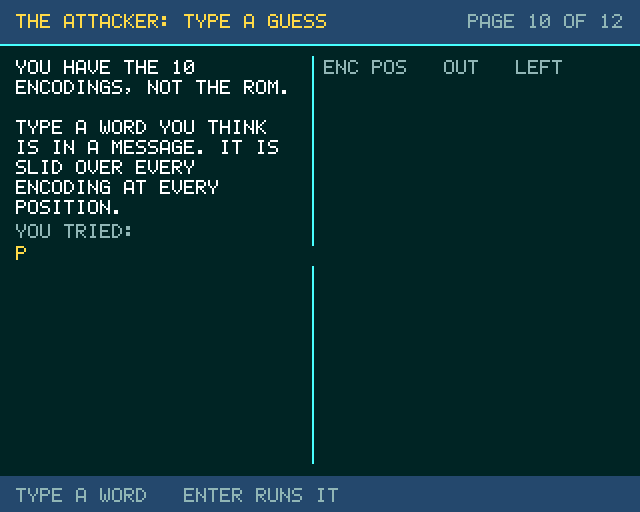 THE ATTACKER: TYPE A GUESS
PAGE 10 OF 12
YOU HAVE THE 10
ENCODINGS, NOT THE ROM.
TYPE A WORD YOU THINK
IS IN A MESSAGE. IT IS
SLID OVER EVERY
ENCODING AT EVERY
POSITION.
YOU TRIED:
P
ENC POS OUT LEFT
TYPE A WORD ENTER RUNS IT